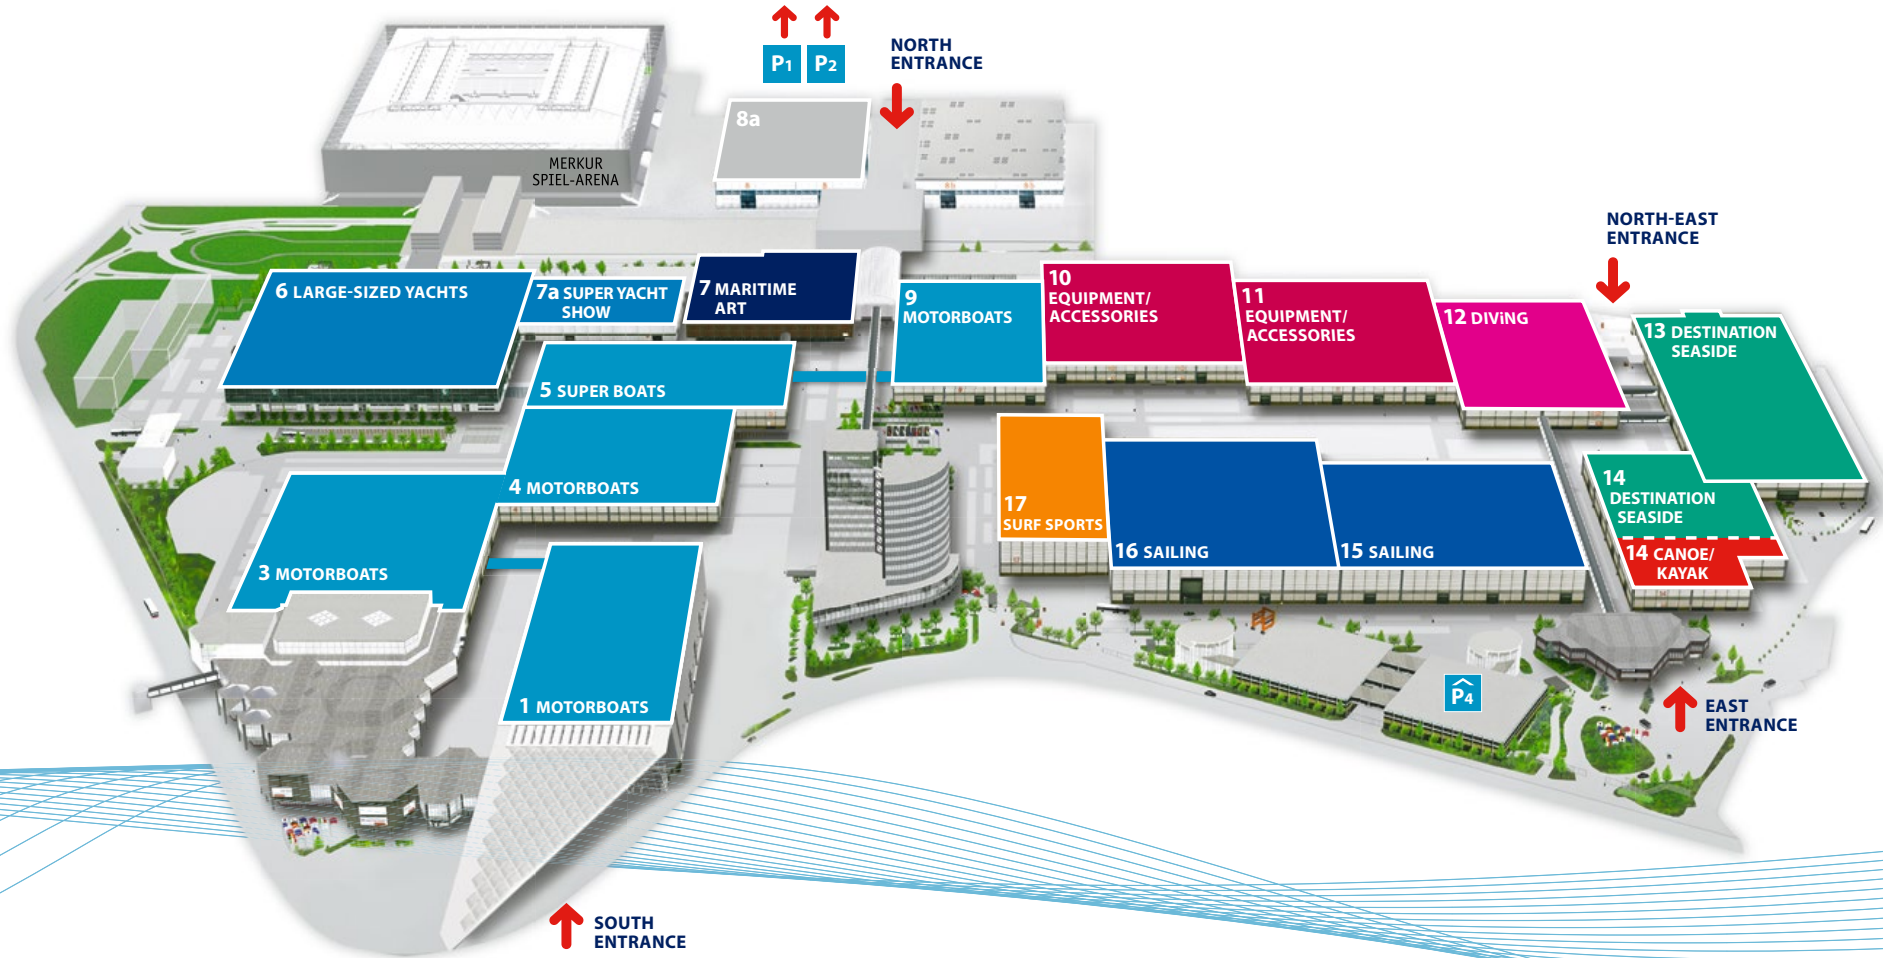 P1 P2
NORTH
ENTRANCE
8a
MERKUR
SPIEL-ARENA
NORTH-EAST
ENTRANCE
6 LARGE-SIZED YACHTS
7a SUPER YACHT
SHOW
7 MARITIME
ART
9
MOTORBOATS
10
EQUIPMENT/
ACCESSORIES
11
EQUIPMENT/
ACCESSORIES
12 DIViNG
13 DESTINATION
SEASIDE
5 SUPER BOATS
4 MOTORBOATS
3 MOTORBOATS
1 MOTORBOATS
17
SURF SPORTS
16 SAILING
15 SAILING
14
DESTINATION
SEASIDE
14 CANOE/
KAYAK
P4
EAST
ENTRANCE
SOUTH
ENTRANCE